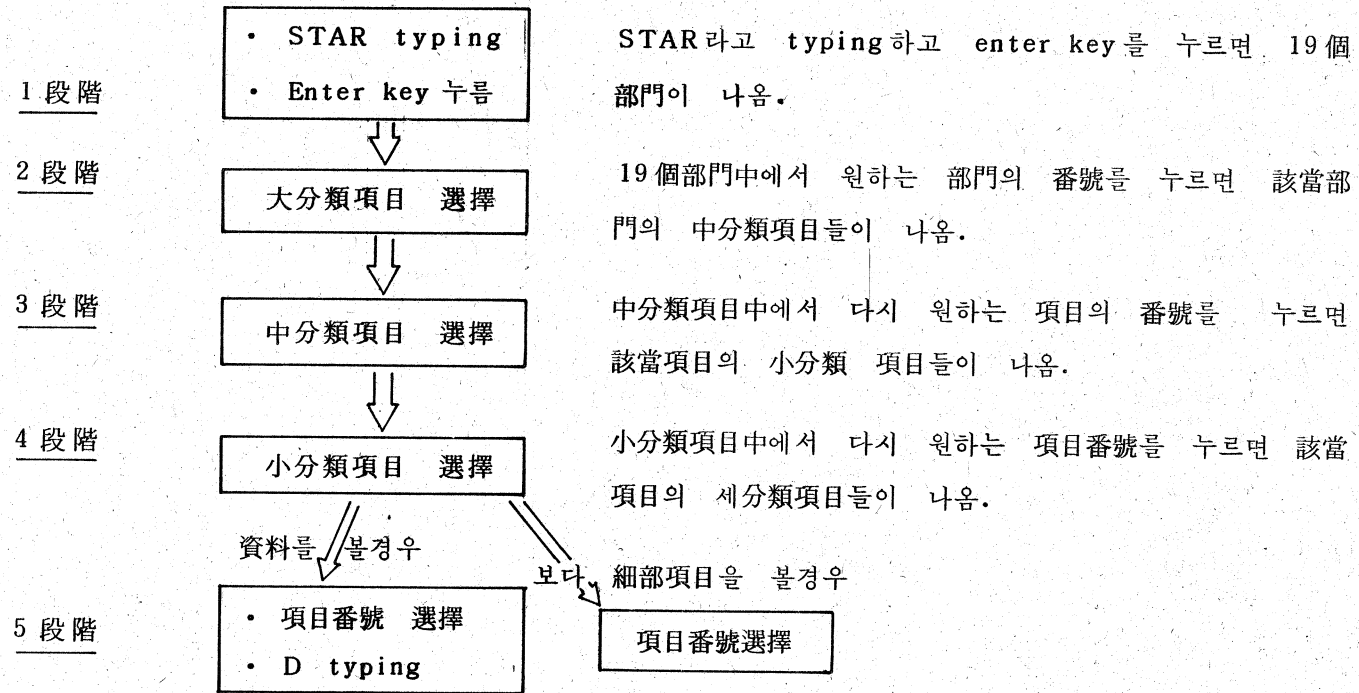 · STAR typing
· Enter key 누름
1 段階
STAR라고 typing하고 enter key를 누르면 19個
部門이 나옴.
2 段階
大分類項目 選擇
19個部門中에서 원하는 部門의 番號를 누르면 該當部
門의 中分類項目들이 나옴.
3 段階
中分類項目 選擇
中分類項目中에서 다시 원하는 項目의 番號를 누르면
該當項目의 小分類 項目들이 나옴.
4 段階
小分類項目 選擇
小分類項目中에서 다시 원하는 項目番號를 누르면 該當
項目의 세分類項目들이 나옴.
資料를 볼경우
보다 細部項目을 볼경우
5 段階
· 項目番號 選擇
· D typing
項目番號選擇